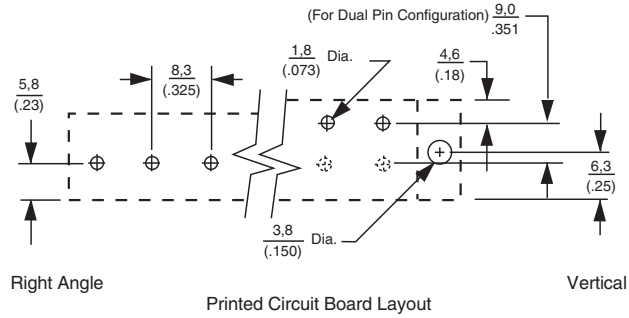 (For Dual Pin Configuration) 9,0
.351
1,8 Dia.
(.073)
4,6
(.18)
8,3
(.325)
5,8
(.23)
6,3
(.25)
3,8 Dia.
(.150)
Right Angle
Vertical
Printed Circuit Board Layout